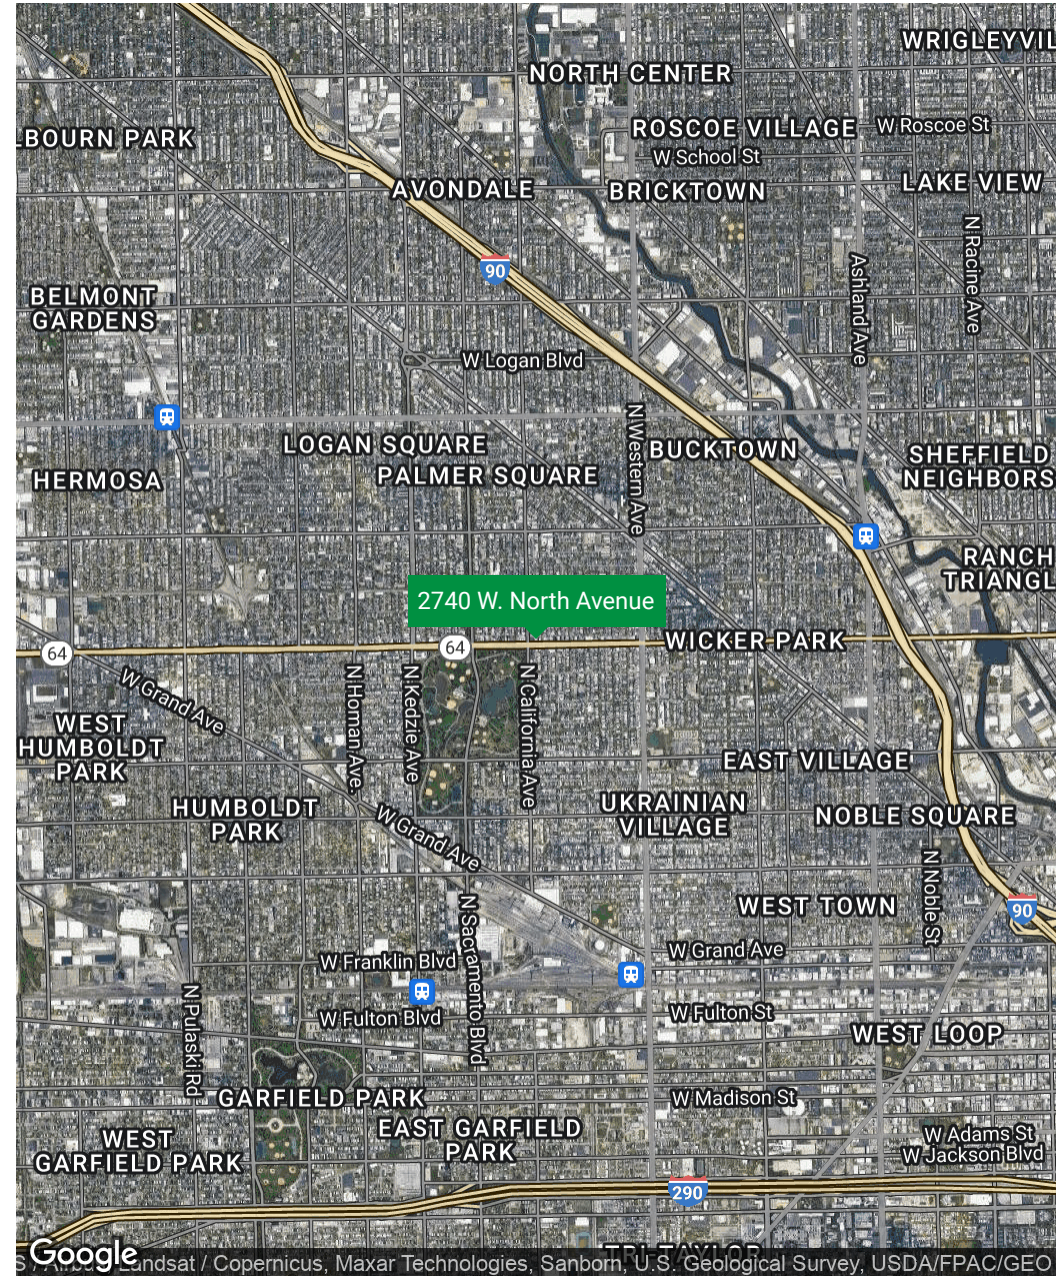 WRIGLEYVIL
NORTH CENTER
ROSCOE VILLAGE
W Roscoe St
LBOURN PARK
W School St
AVONDALE
BRICKTOWN
LAKE VIEW
N Racine Ave
Ashland Ave
90
BELMONT
GARDENS
W Logan Blvd
N Western Ave
LOGAN SQUARE
BUCKTOWN
SHEFFIELD
NEIGHBORS
PALMER SQUARE
HERMOSA
RANCH
TRIANGL
2740 W. North Avenue
WICKER PARK
64
64
W Grand Ave
N Homan Ave.
N Kedzie Ave
N California Ave
WEST
HUMBOLDT
PARK
EAST VILLAGE
HUMBOLDT
PARK
UKRAINIAN
VILLAGE
NOBLE SQUARE
W Grand Ave
N Noble St
WEST TOWN
90
N Sacramento Blvd
W Grand Ave
W Franklin Blvd
N Pulaski Rd
W Fulton Blvd
W Fulton St
WEST LOOP
GARFIELD PARK
W Madison St
EAST GARFIELD
PARK
WEST
GARFIELD PARK
W Adams St
W Jackson Blvd
290
TRI-TAYLOR
Google
S / Airbus, Landsat / Copernicus, Maxar Technologies, Sanborn, U.S. Geological Survey, USDA/FPAC/GEO